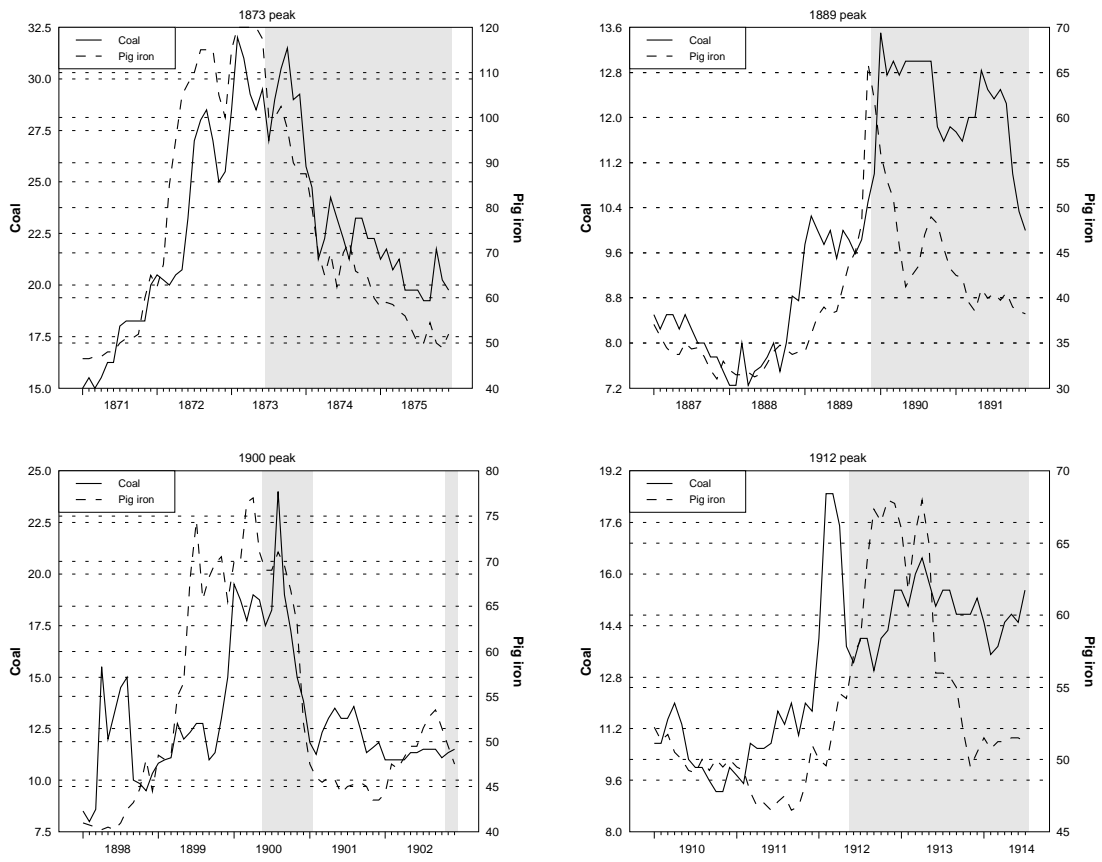 1873 peak
Coal
Pig iron
32.5
30.0
27.5
25.0
22.5
20.0
17.5
15.0
120
110
100
90
80
70
60
50
40
Coal
Pig iron
1871 1872 1873 1874 1875
1889 peak
Coal
Pig iron
13.6
12.8
12.0
11.2
10.4
9.6
8.8
8.0
7.2
70
65
60
55
50
45
40
35
30
Coal
Pig iron
1887 1888 1889 1890 1891
1900 peak
Coal
Pig iron
25.0
22.5
20.0
17.5
15.0
12.5
10.0
7.5
80
75
70
65
60
55
50
45
40
Coal
Pig iron
1898 1899 1900 1901 1902
1912 peak
Coal
Pig iron
19.2
17.6
16.0
14.4
12.8
11.2
9.6
8.0
70
65
60
55
50
45
Coal
Pig iron
1910 1911 1912 1913 1914